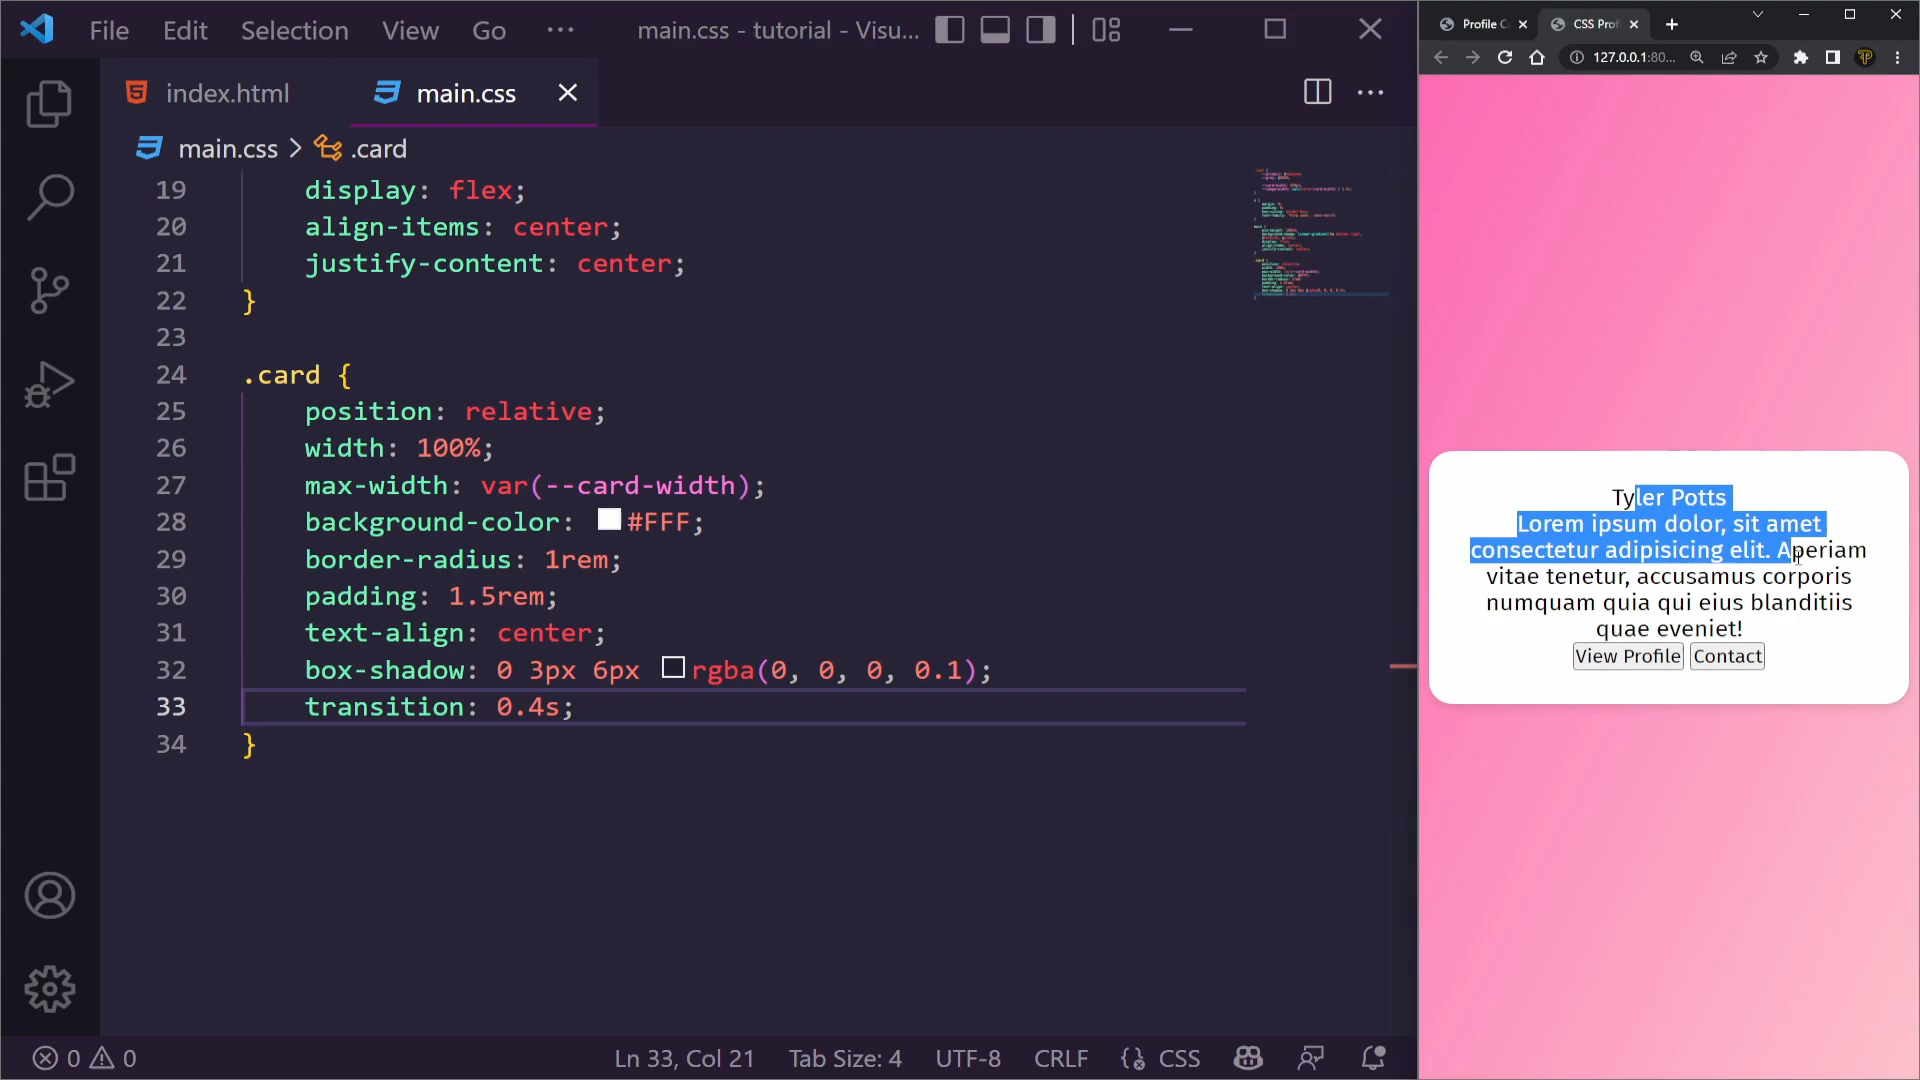 File Edit Selection View Go ··· main.css - tutorial - Visu...
index.html main.css
main.css > .card
19 display: flex;
20 align-items: center;
21 justify-content: center;
22 }
23
24 .card {
25 position: relative;
26 width: 100%;
27 max-width: var(--card-width);
28 background-color: #FFF;
29 border-radius: 1rem;
30 padding: 1.5rem;
31 text-align: center;
32 box-shadow: 0 3px 6px rgba(0, 0, 0, 0.1);
33 transition: 0.4s;
34 }
0 0 Ln 33, Col 21 Tab Size: 4 UTF-8 CRLF CSS
Profile C CSS Prof
127.0.0.1:80...
Tyler Potts
Lorem ipsum dolor, sit amet
consectetur adipisicing elit. Aperiam
vitae tenetur, accusamus corporis
numquam quia qui eius blanditiis
quae eveniet!
View Profile Contact